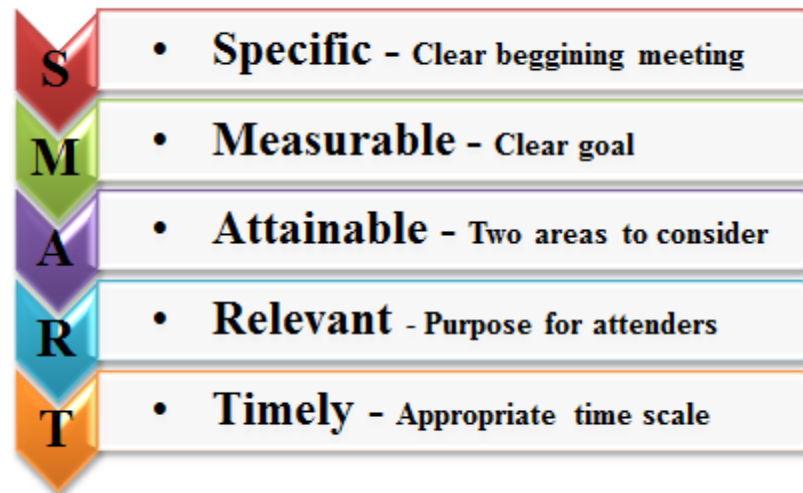 S • Specific - Clear beggining meeting
M • Measurable - Clear goal
A • Attainable - Two areas to consider
R • Relevant - Purpose for attenders
T • Timely - Appropriate time scale